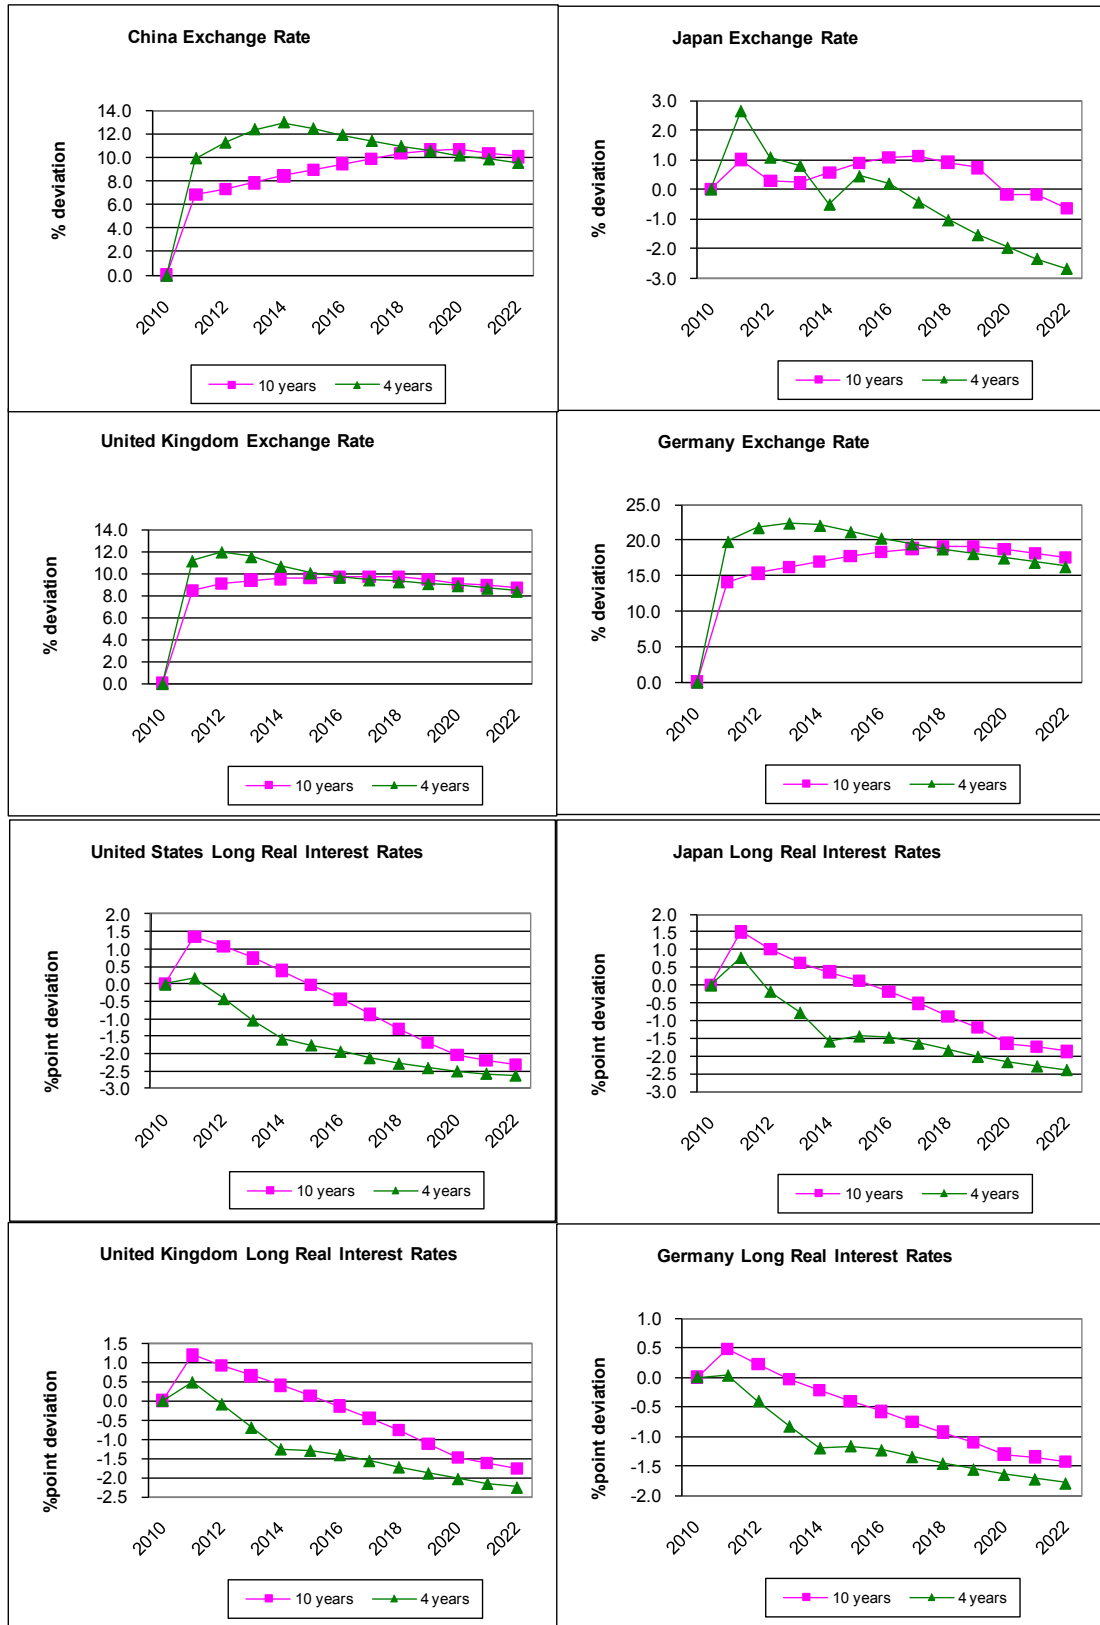 China Exchange Rate
% deviation
14.0
12.0
10.0
8.0
6.0
4.0
2.0
0.0
2010 2012 2014 2016 2018 2020 2022
10 years 4 years
Japan Exchange Rate
% deviation
3.0
2.0
1.0
0.0
-1.0
-2.0
-3.0
2010 2012 2014 2016 2018 2020 2022
10 years 4 years
United Kingdom Exchange Rate
% deviation
14.0
12.0
10.0
8.0
6.0
4.0
2.0
0.0
2010 2012 2014 2016 2018 2020 2022
10 years 4 years
Germany Exchange Rate
% deviation
25.0
20.0
15.0
10.0
5.0
0.0
2010 2012 2014 2016 2018 2020 2022
10 years 4 years
United States Long Real Interest Rates
%point deviation
2.0
1.5
1.0
0.5
0.0
-0.5
-1.0
-1.5
-2.0
-2.5
-3.0
2010 2012 2014 2016 2018 2020 2022
10 years 4 years
Japan Long Real Interest Rates
%point deviation
2.0
1.5
1.0
0.5
0.0
-0.5
-1.0
-1.5
-2.0
-2.5
-3.0
2010 2012 2014 2016 2018 2020 2022
10 years 4 years
United Kingdom Long Real Interest Rates
%point deviation
1.5
1.0
0.5
0.0
-0.5
-1.0
-1.5
-2.0
-2.5
2010 2012 2014 2016 2018 2020 2022
10 years 4 years
Germany Long Real Interest Rates
%point deviation
1.0
0.5
0.0
-0.5
-1.0
-1.5
-2.0
2010 2012 2014 2016 2018 2020 2022
10 years 4 years